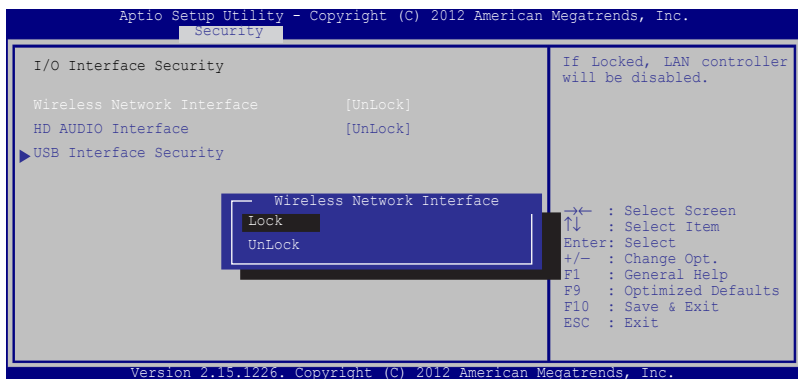 Aptio Setup Utility - Copyright (C) 2012 American Megatrends, Inc.
Security
I/O Interface Security
Wireless Network Interface [UnLock]
HD AUDIO Interface [UnLock]
USB Interface Security
If Locked, LAN controller
will be disabled.
Wireless Network Interface
Lock
UnLock
→← : Select Screen
↑↓ : Select Item
Enter: Select
+/— : Change Opt.
F1 : General Help
F9 : Optimized Defaults
F10 : Save & Exit
ESC : Exit
Version 2.15.1226. Copyright (C) 2012 American Megatrends, Inc.